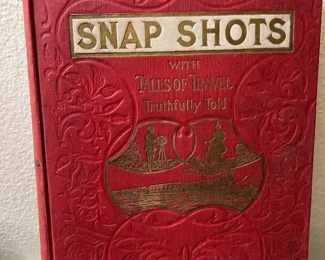 SNAP SHOTS
WITH
TALES OF TRAVEL
Truthfully Told